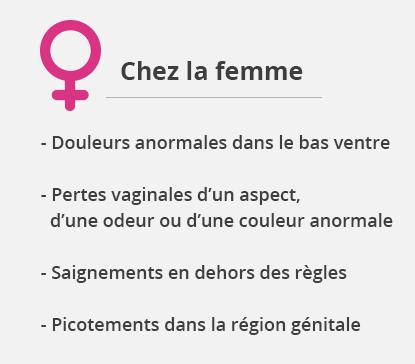 Chez la femme
- Douleurs anormales dans le bas ventre
- Pertes vaginales d’un aspect,
d’une odeur ou d’une couleur anormale
- Saignements en dehors des règles
- Picotements dans la région génitale